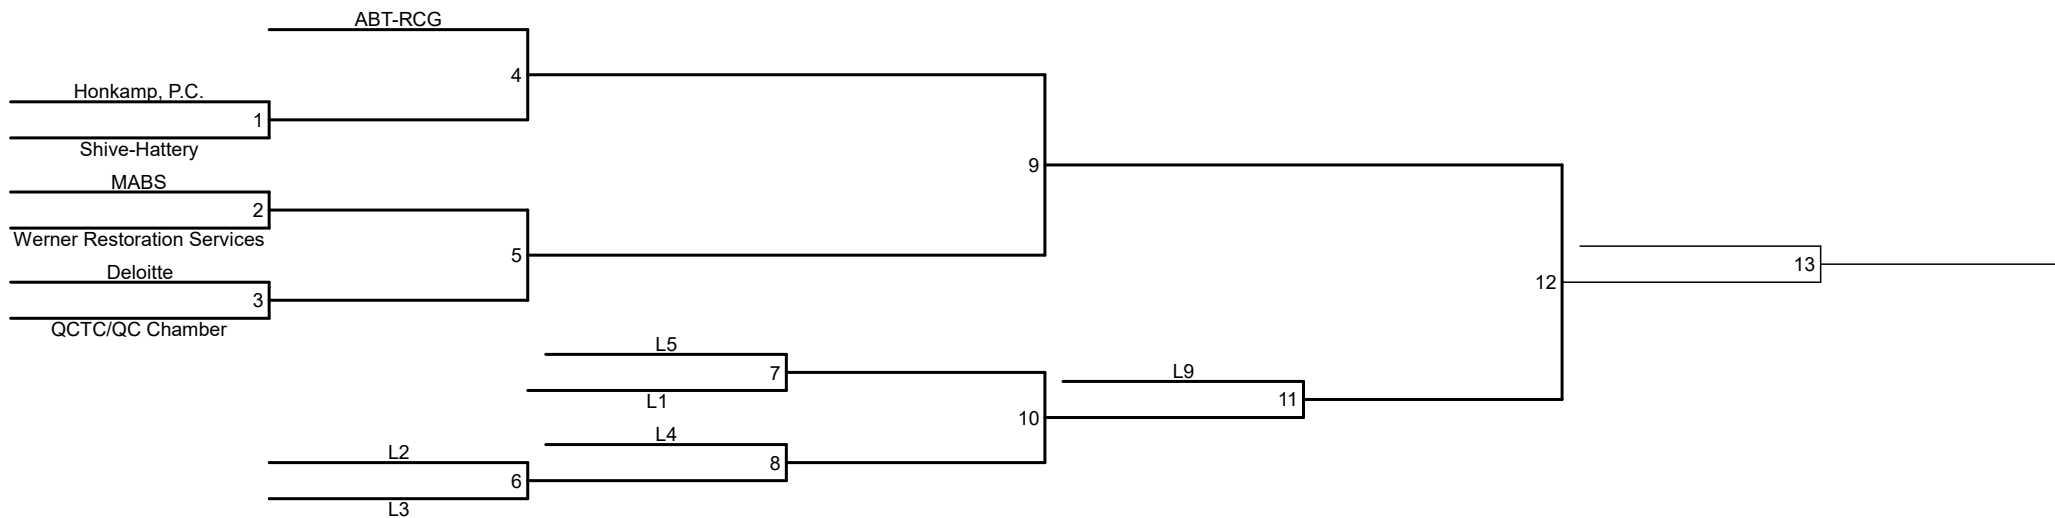 ABT-RCG
4
Honkamp, P.C.
1
Shive-Hattery
9
MABS
2
Werner Restoration Services
5
Deloitte
3
QCTC/QC Chamber
13
12
L5
7
L1
L9
11
10
L4
8
L2
6
L3